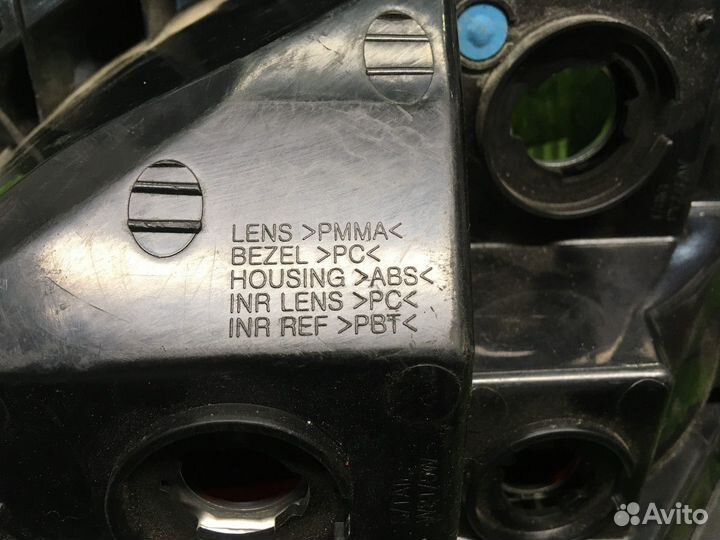 LENS >PMMA<
BEZEL >PC<
HOUSING >ABS<
INR LENS >PC<
INR REF >PBT<
Avito